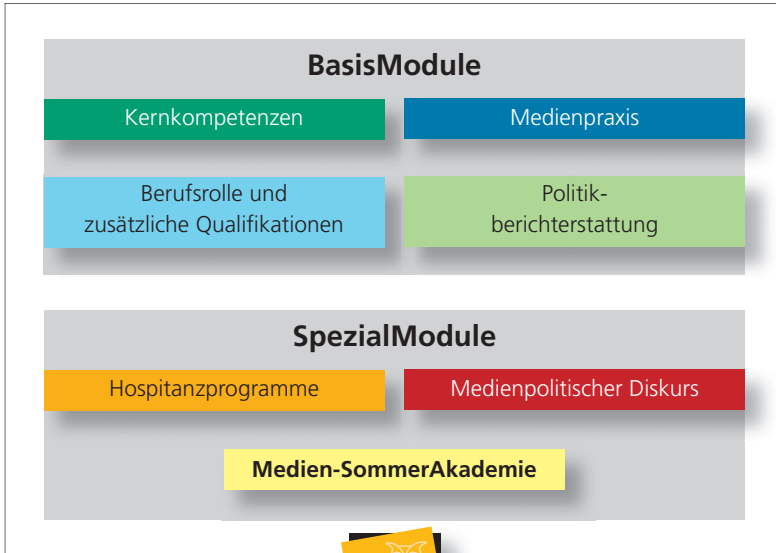 BasisModule
Kernkompetenzen
Medienpraxis
Berufsrolle und
zusätzliche Qualifikationen
Politik-
berichterstattung
SpezialModule
Hospitanzprogramme
Medienpolitischer Diskurs
Medien-SommerAkademie